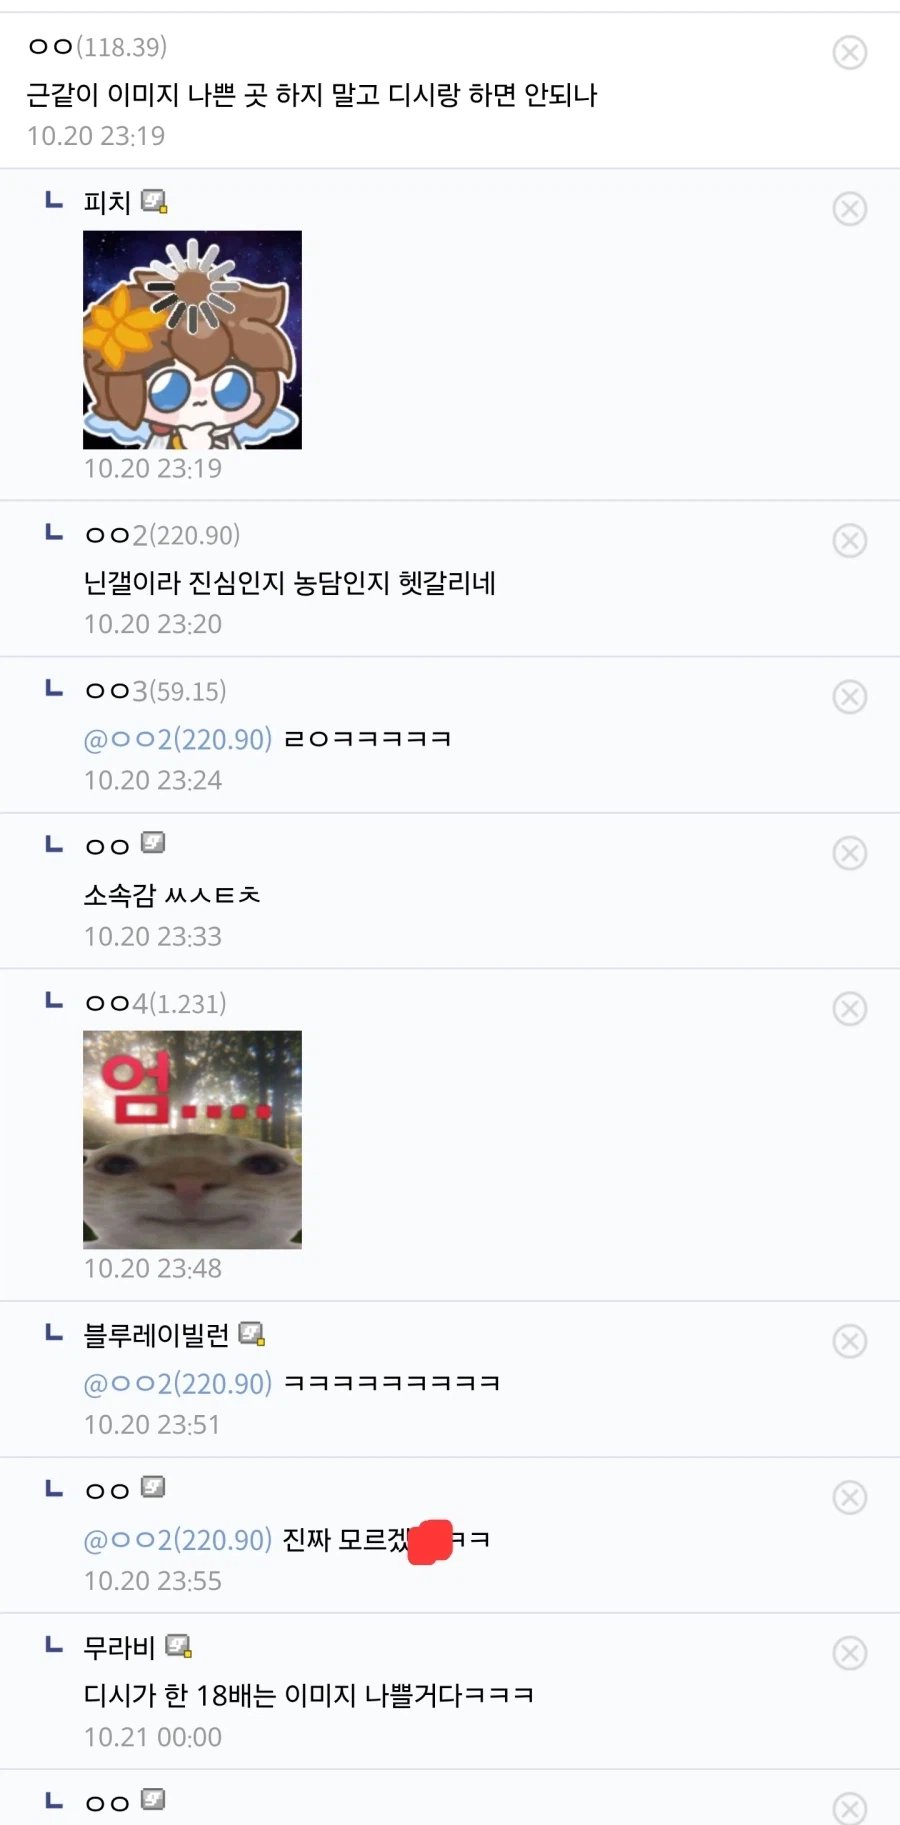 ㅇㅇ(118.39)
근같이 이미지 나쁜 곳 하지 말고 디시랑 하면 안되나
10.20 23:19
피치
10.20 23:19
ㅇㅇ2(220.90)
닌갤이라 진심인지 농담인지 헷갈리네
10.20 23:20
ㅇㅇ3(59.15)
@ㅇㅇ2(220.90) ㄹㅇㅋㅋㅋㅋㅋ
10.20 23:24
ㅇㅇ
소속감 ㅆㅅㅌㅊ
10.20 23:33
ㅇㅇ4(1.231)
엄....
10.20 23:48
블루레이빌런
@ㅇㅇ2(220.90) ㅋㅋㅋㅋㅋㅋㅋㅋㅋ
10.20 23:51
ㅇㅇ
@ㅇㅇ2(220.90) 진짜 모르겠ㅋㅋ
10.20 23:55
무라비
디시가 한 18배는 이미지 나쁠거다ㅋㅋㅋ
10.21 00:00
ㅇㅇ